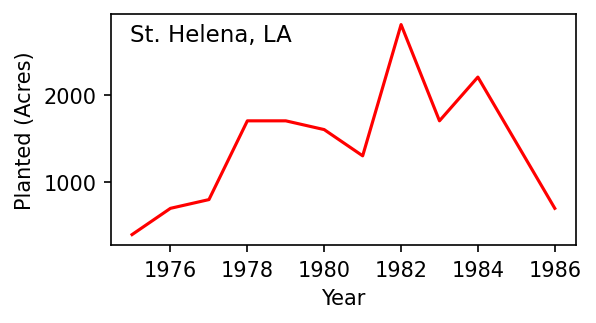 St. Helena, LA
Planted (Acres)
2000
1000
1976 1978 1980 1982 1984 1986
Year